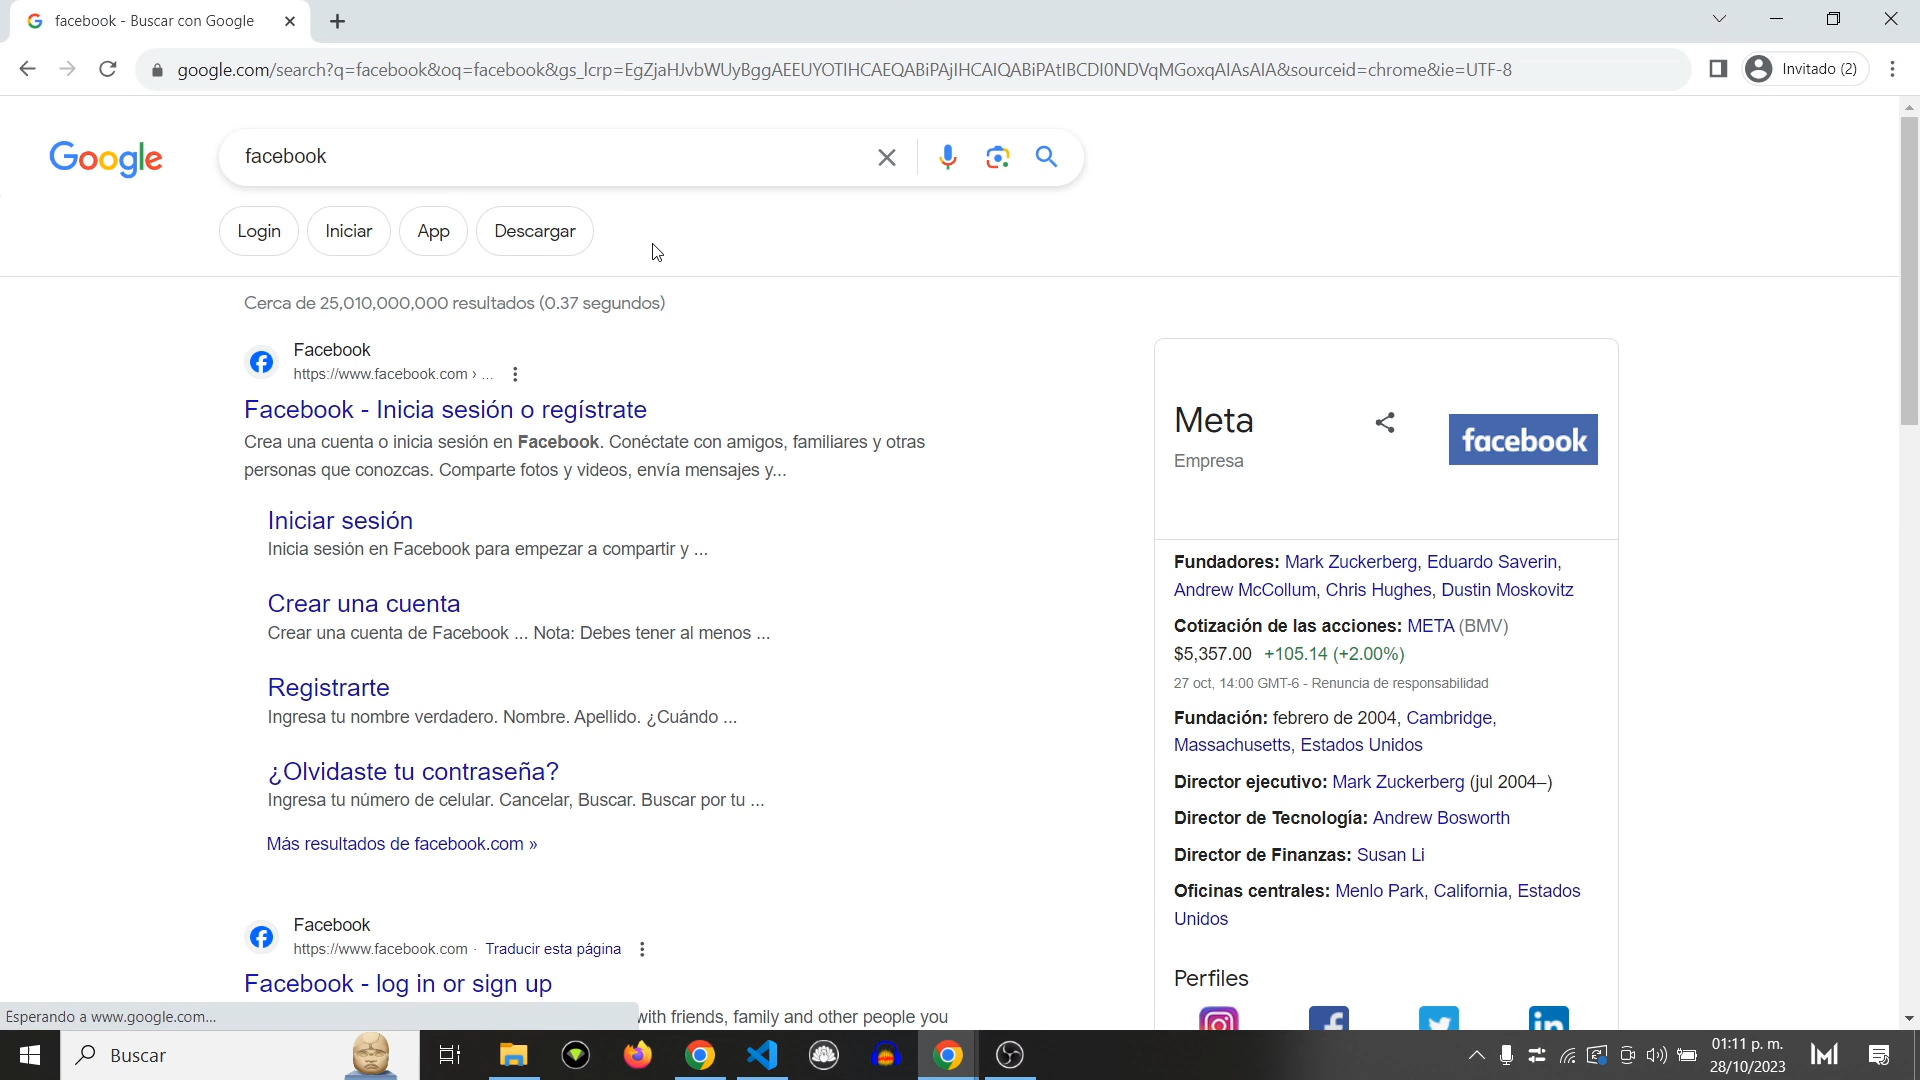 facebook - Buscar con Google
google.com/search?q=facebook&oq=facebook&gs_lcrp=EgZjaHJvbWUyBggAEEUYOTIHCAEQABiPAjIHCAIQABiPAtIBCDI0NDVqMGoxqAIAsAIA&sourceid=chrome&ie=UTF-8
Invitado (2)
Google
facebook
Login
Iniciar
App
Descargar
Cerca de 25,010,000,000 resultados (0.37 segundos)
Facebook
https://www.facebook.com › ...
Facebook - Inicia sesión o regístrate
Crea una cuenta o inicia sesión en Facebook. Conéctate con amigos, familiares y otras
personas que conozcas. Comparte fotos y videos, envía mensajes y...
Iniciar sesión
Inicia sesión en Facebook para empezar a compartir y ...
Crear una cuenta
Crear una cuenta de Facebook ... Nota: Debes tener al menos ...
Registrarte
Ingresa tu nombre verdadero. Nombre. Apellido. ¿Cuándo ...
¿Olvidaste tu contraseña?
Ingresa tu número de celular. Cancelar, Buscar. Buscar por tu ...
Más resultados de facebook.com »
Facebook
https://www.facebook.com · Traducir esta página
Facebook - log in or sign up
with friends, family and other people you
Meta
Empresa
facebook
Fundadores: Mark Zuckerberg, Eduardo Saverin,
Andrew McCollum, Chris Hughes, Dustin Moskovitz
Cotización de las acciones: META (BMV)
$5,357.00 +105.14 (+2.00%)
27 oct, 14:00 GMT-6 - Renuncia de responsabilidad
Fundación: febrero de 2004, Cambridge,
Massachusetts, Estados Unidos
Director ejecutivo: Mark Zuckerberg (jul 2004–)
Director de Tecnología: Andrew Bosworth
Director de Finanzas: Susan Li
Oficinas centrales: Menlo Park, California, Estados
Unidos
Perfiles
Esperando a www.google.com...
Buscar
01:11 p. m.
28/10/2023